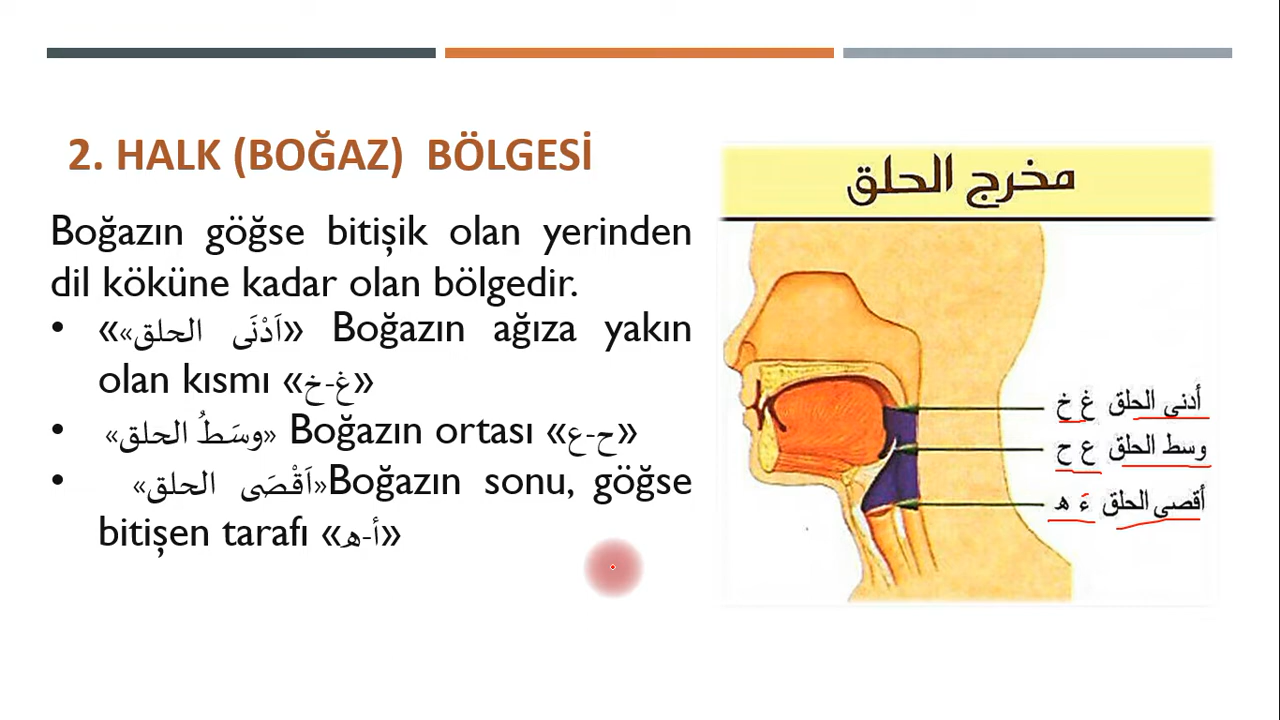 2. HALK (BOĞAZ) BÖLGESİ
Boğazın göğse bitişik olan yerinden
dil köküne kadar olan bölgedir.
• «اَدْنَى الحلق»» Boğazın ağıza yakın
olan kısmı «غ-خ»
• «وسَطُ الحلق» Boğazın ortası «ح-ع»
• «اَقْصَى الحلق»Boğazın sonu, göğse
bitişen tarafı «أ-ه»
مخرج الحلق
أدنى الحلق غ خ
وسط الحلق ع ح
أقصى الحلق ء ه